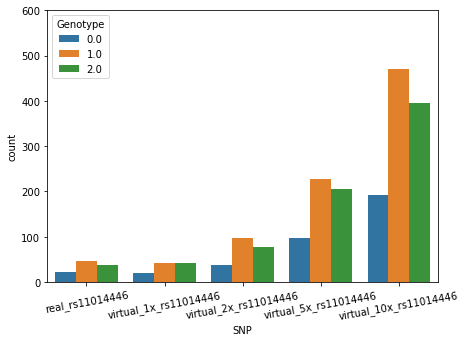 600
500
400
300
200
100
0
count
Genotype
0.0
1.0
2.0
real_rs11014446
virtual_1x_rs11014446
virtual_2x_rs11014446
virtual_5x_rs11014446
virtual_10x_rs11014446
SNP